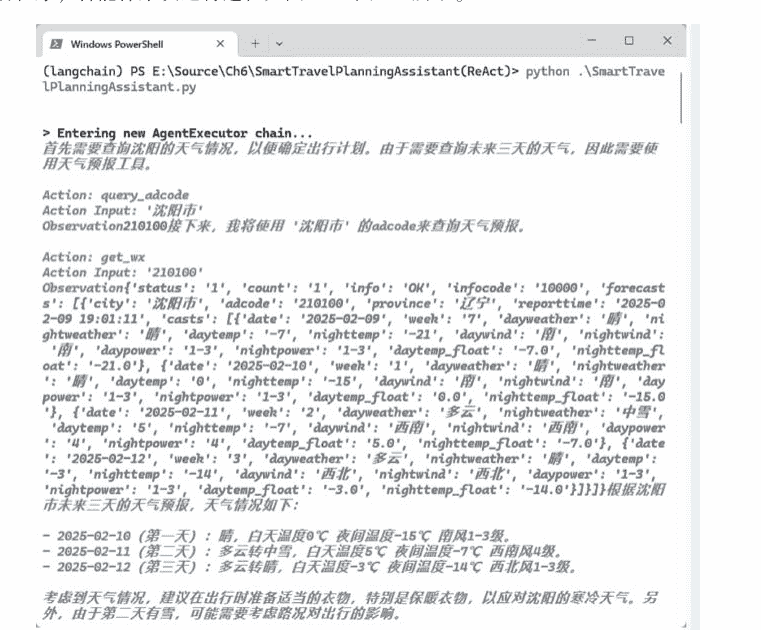 Windows PowerShell
(langchain) PS E:\Source\Ch6\SmartTravelPlanningAssistant(ReAct)> python .\SmartTrave
lPlanningAssistant.py
> Entering new AgentExecutor chain...
首先需要查询沈阳的天气情况，以便确定出行计划。由于需要查询未来三天的天气，因此需要使
用天气预报工具。
Action: query_adcode
Action Input: '沈阳市'
Observation210100接下来，我将使用 '沈阳市' 的adcode来查询天气预报。
Action: get_wx
Action Input: '210100'
Observation{'status': '1', 'count': '1', 'info': 'OK', 'infocode': '10000', 'forecast
s': [{'city': '沈阳市', 'adcode': '210100', 'province': '辽宁', 'reporttime': '2025-0
2-09 19:01:11', 'casts': [{'date': '2025-02-09', 'week': '7', 'dayweather': '晴', 'ni
ghtweather': '晴', 'daytemp': '-7', 'nighttemp': '-21', 'daywind': '南', 'nightwind':
'南', 'daypower': '1-3', 'nightpower': '1-3', 'daytemp_float': '-7.0', 'nighttemp_fl
oat': '-21.0'}, {'date': '2025-02-10', 'week': '1', 'dayweather': '晴', 'nightweather
': '晴', 'daytemp': '0', 'nighttemp': '-15', 'daywind': '南', 'nightwind': '南', 'day
power': '1-3', 'nightpower': '1-3', 'daytemp_float': '0.0', 'nighttemp_float': '-15.0
'}, {'date': '2025-02-11', 'week': '2', 'dayweather': '多云', 'nightweather': '中雪',
'daytemp': '5', 'nighttemp': '-7', 'daywind': '西南', 'nightwind': '西南', 'daypower
': '4', 'nightpower': '4', 'daytemp_float': '5.0', 'nighttemp_float': '-7.0'}, {'date
': '2025-02-12', 'week': '3', 'dayweather': '多云', 'nightweather': '晴', 'daytemp':
'-3', 'nighttemp': '-14', 'daywind': '西北', 'nightwind': '西北', 'daypower': '1-3',
'nightpower': '1-3', 'daytemp_float': '-3.0', 'nighttemp_float': '-14.0'}]}]}根据沈阳
市未来三天的天气预报，天气情况如下：
- 2025-02-10 (第一天) : 晴，白天温度0℃ 夜间温度-15℃ 南风1-3级。
- 2025-02-11 (第二天) : 多云转中雪，白天温度5℃ 夜间温度-7℃ 西南风4级。
- 2025-02-12 (第三天) : 多云转晴，白天温度-3℃ 夜间温度-14℃ 西北风1-3级。
考虑到天气情况，建议在出行时准备适当的衣物，特别是保暖衣物，以应对沈阳的寒冷天气。另
外，由于第二天有雪，可能需要考虑路况对出行的影响。